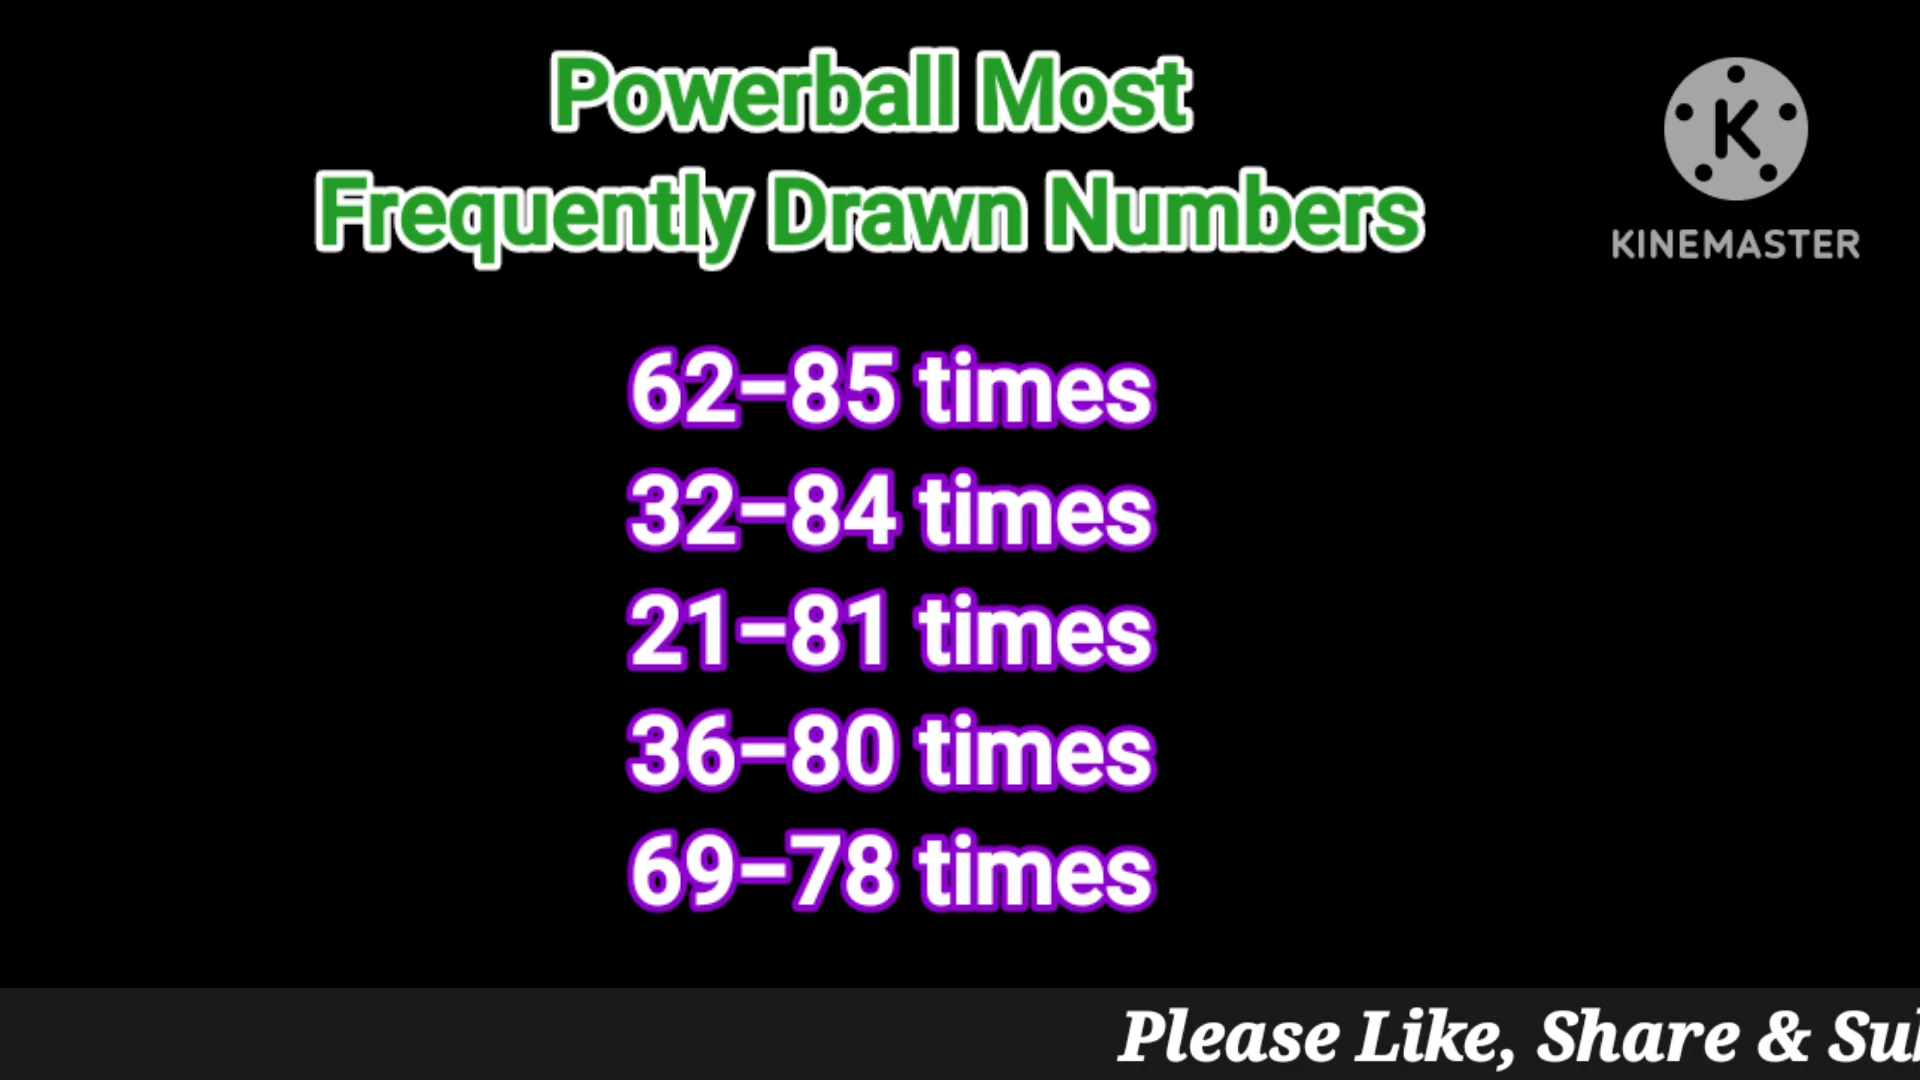 Powerball Most
Frequently Drawn Numbers
K
KINEMASTER
62-85 times
32-84 times
21-81 times
36-80 times
69-78 times
Please Like, Share &